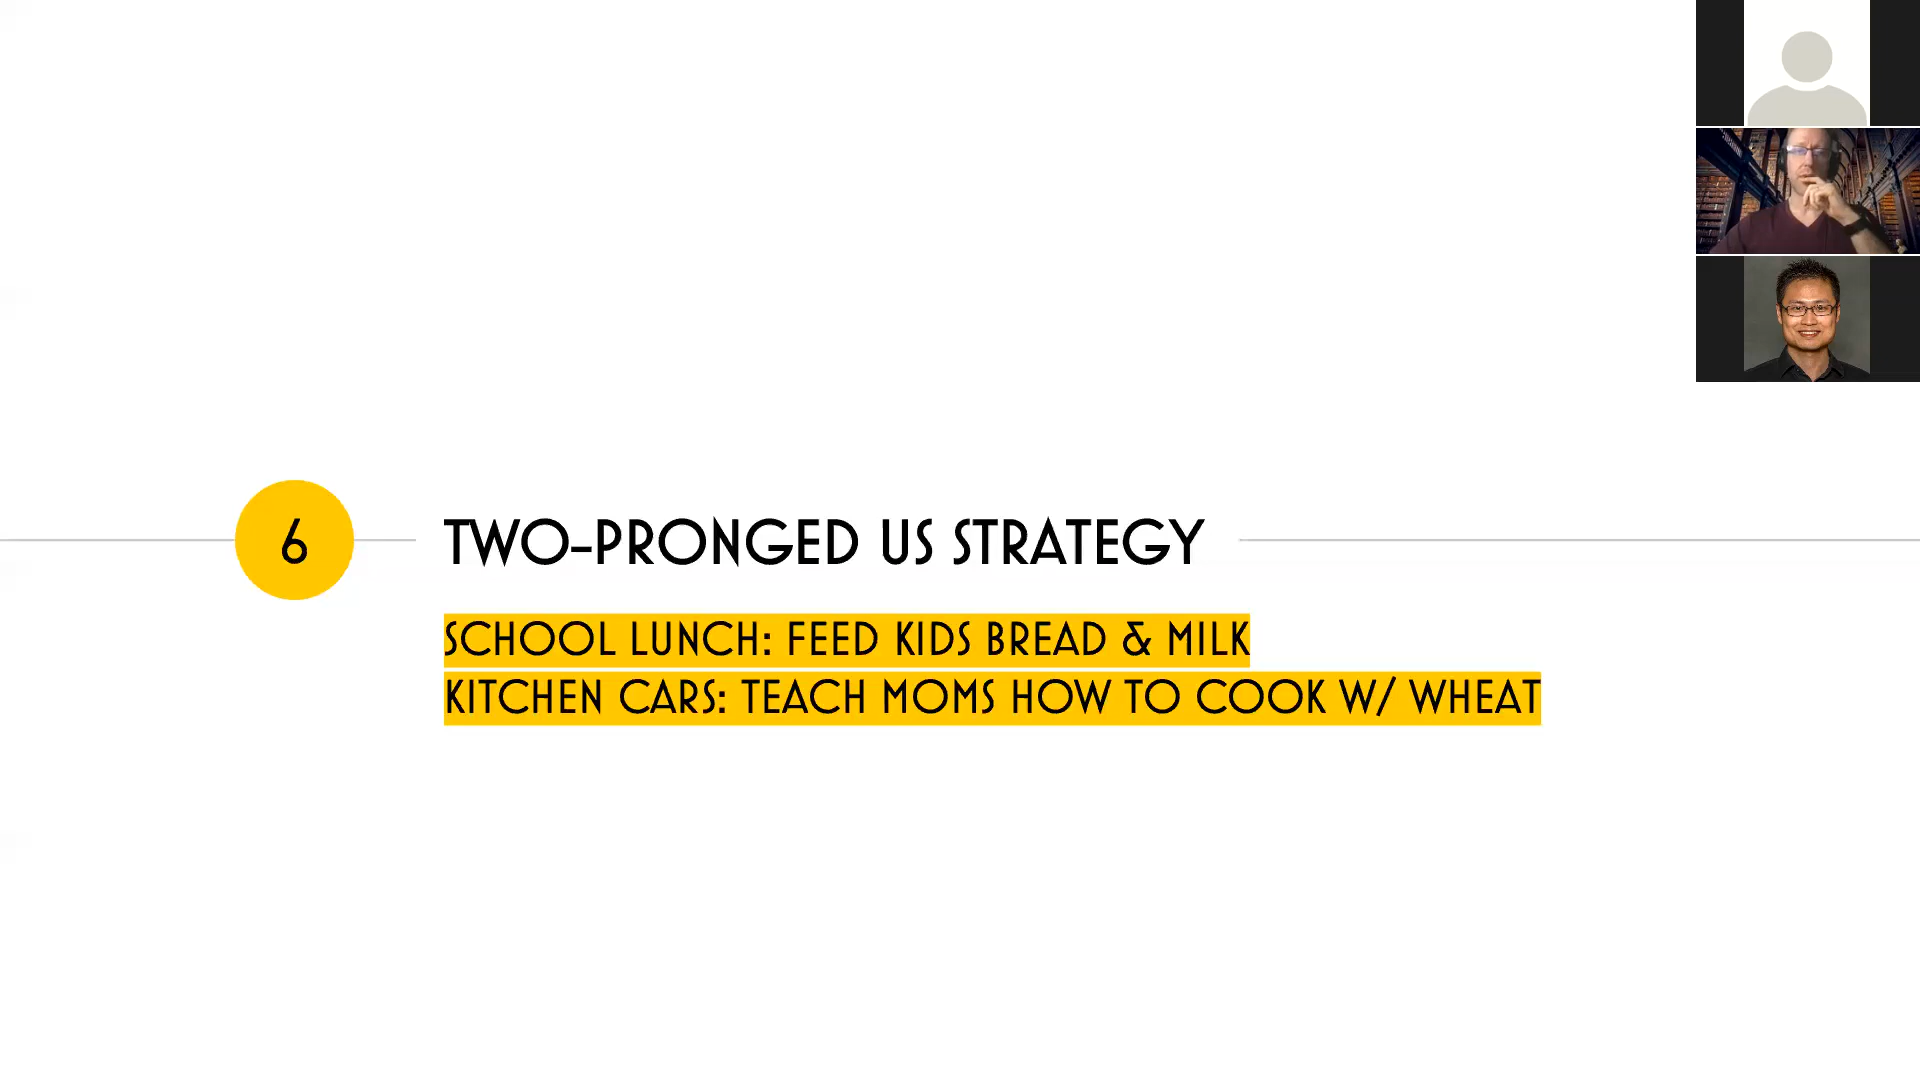 6
TWO-PRONGED US STRATEGY
SCHOOL LUNCH: FEED KIDS BREAD & MILK
KITCHEN CARS: TEACH MOMS HOW TO COOK W/ WHEAT